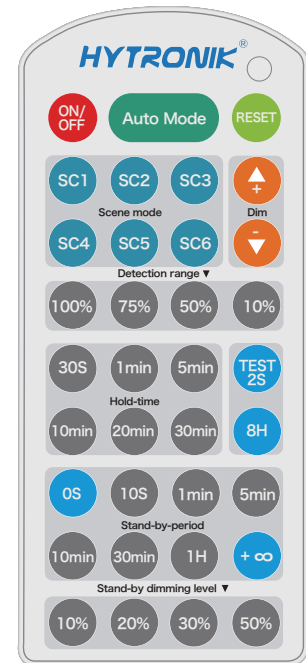 HYTRONIK®
ON/
OFF
Auto Mode
RESET
SC1 SC2 SC3 +
Scene mode Dim
SC4 SC5 SC6 -
Detection range ▼
100% 75% 50% 10%
30S 1min 5min TEST
2S
Hold-time
10min 20min 30min 8H
0S 10S 1min 5min
Stand-by-period
10min 30min 1H +∞
Stand-by dimming level ▼
10% 20% 30% 50%